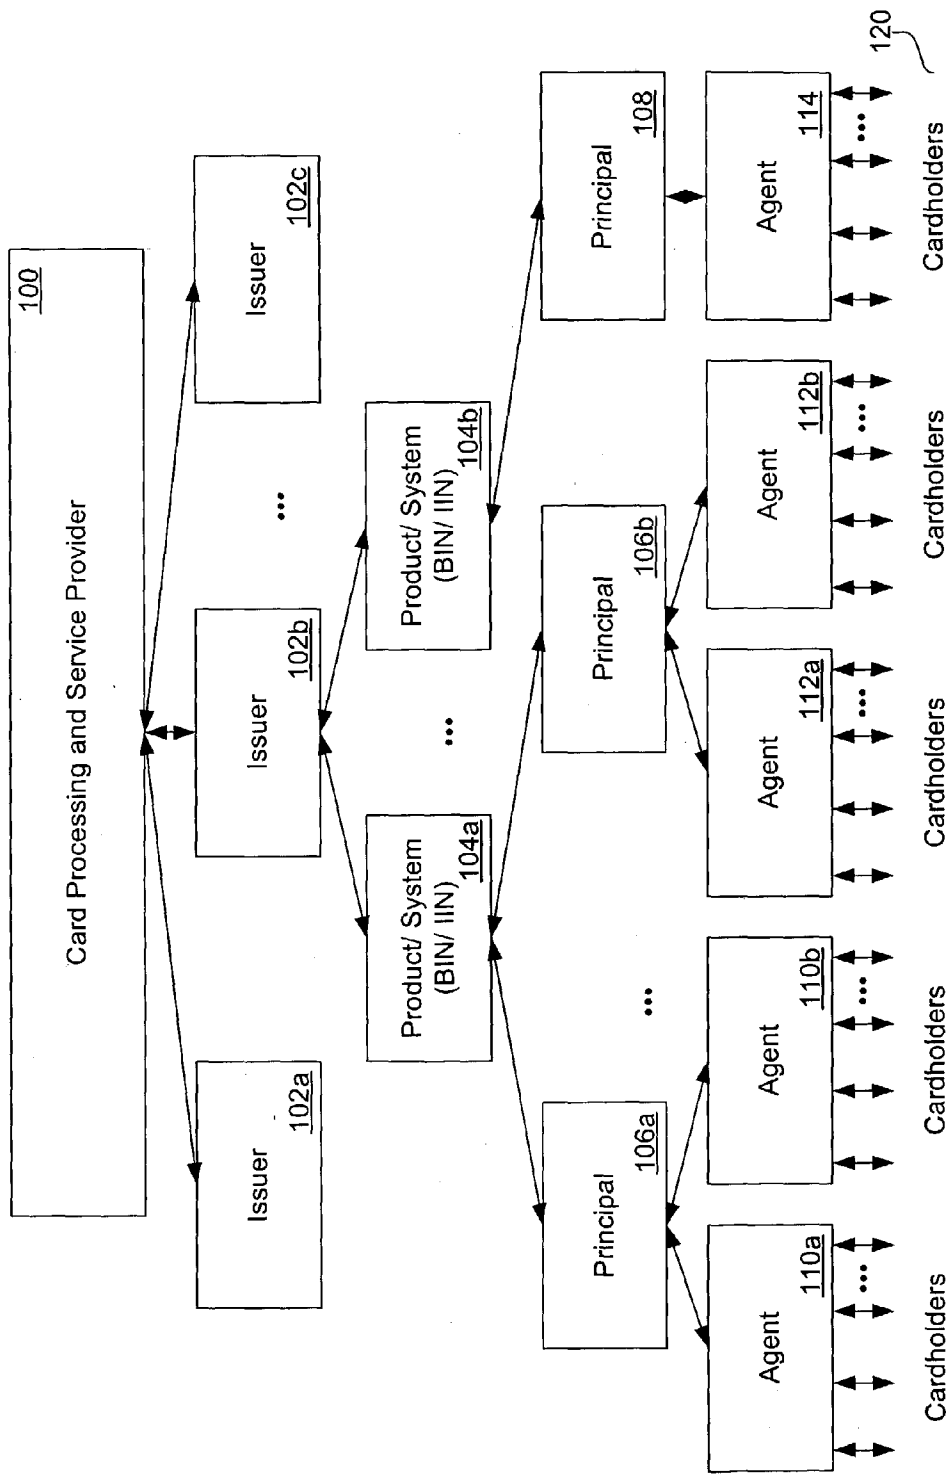 100
Card Processing and Service Provider
Issuer
102a
Issuer
102b
...
Issuer
102c
Product/ System
(BIN/ IIN)
104a
...
Product/ System
(BIN/ IIN)
104b
Principal
106a
...
Principal
106b
Principal
108
Agent
110a
Agent
110b
Agent
112a
Agent
112b
Agent
114
...
...
...
...
...
Cardholders
Cardholders
Cardholders
Cardholders
Cardholders
120